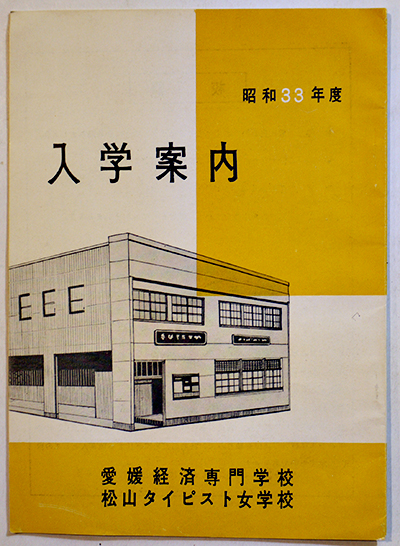 昭和33年度
入学案内
愛媛経済専門学校
松山タイピスト女学校